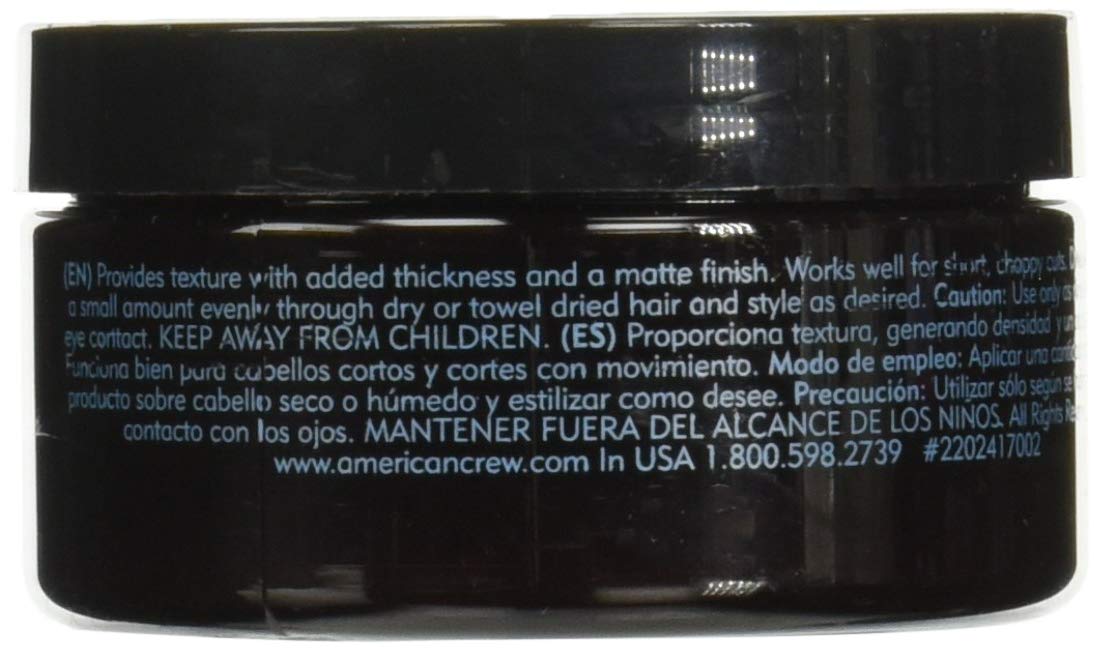 (EN) Provides texture with added thickness and a matte finish. Works well for short, choppy cuts.
a small amount evenly through dry or towel dried hair and style as desired. Caution: Use only as
eye contact. KEEP AWAY FROM CHILDREN. (ES) Proporciona textura, generando densidad y
Funciona bien para cabellos cortos y cortes con movimiento. Modo de empleo: Aplicar una
producto sobre cabello seco o húmedo y estilizar como desee. Precaución: Utilizar sólo según se
contacto con los ojos. MANTENER FUERA DEL ALCANCE DE LOS NINOS. All Rights
www.americancrew.com In USA 1.800.598.2739 #2202417002